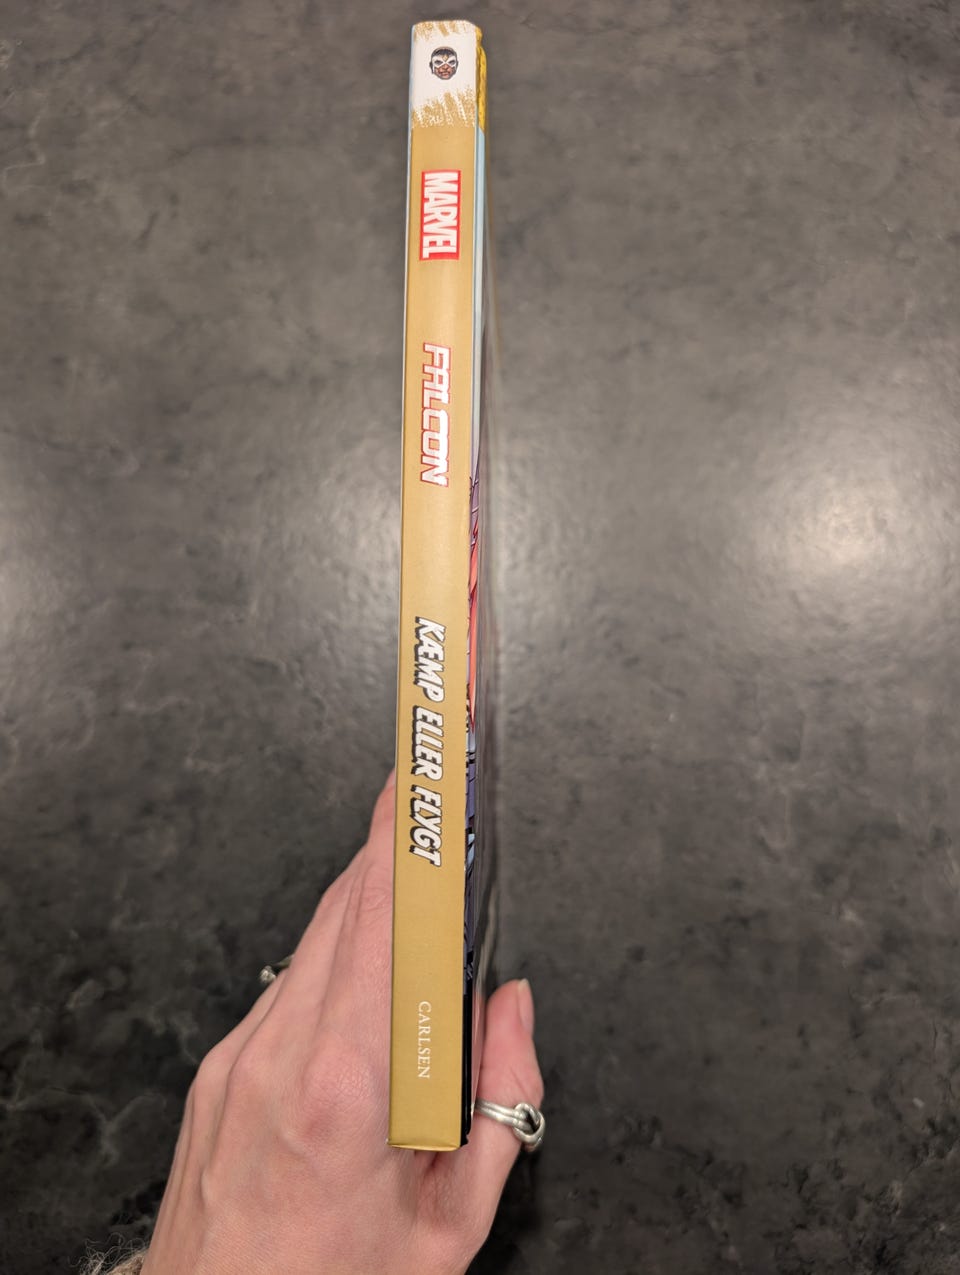 MARVEL
FALCON
KÆMP ELLER FLYGT
CARLSEN